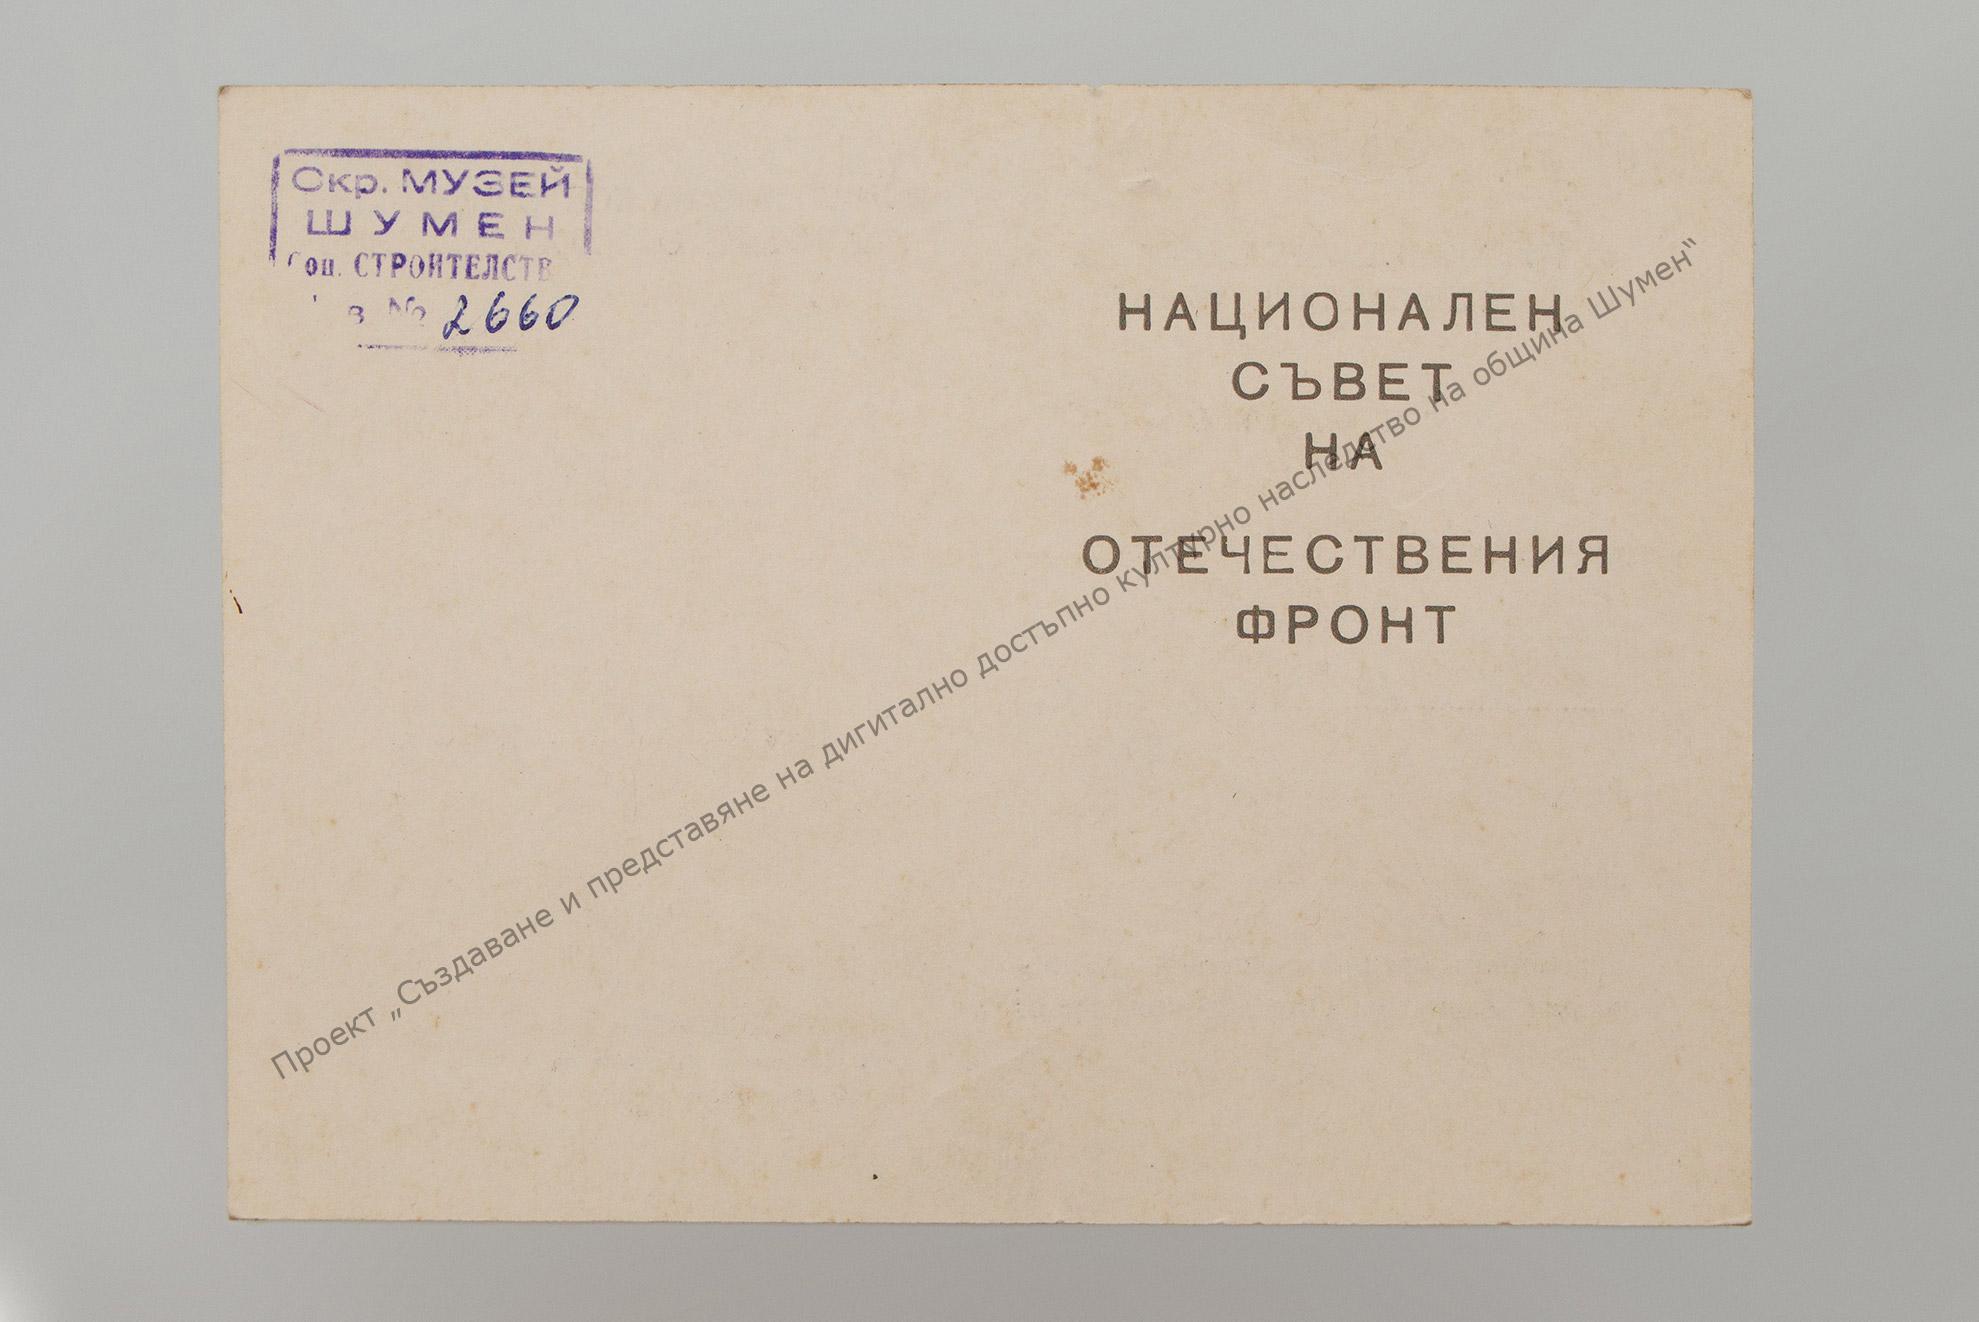 Окр. МУЗЕЙ
ШУМЕН
Соц. СТРОИТЕЛСТВ
в № 2660
НАЦИОНАЛЕН
СЪВЕТ
НА
ОТЕЧЕСТВЕНИЯ
ФРОНТ
Проект „Създаване и представяне на дигитално достъпно културно наследство на община Шумен“